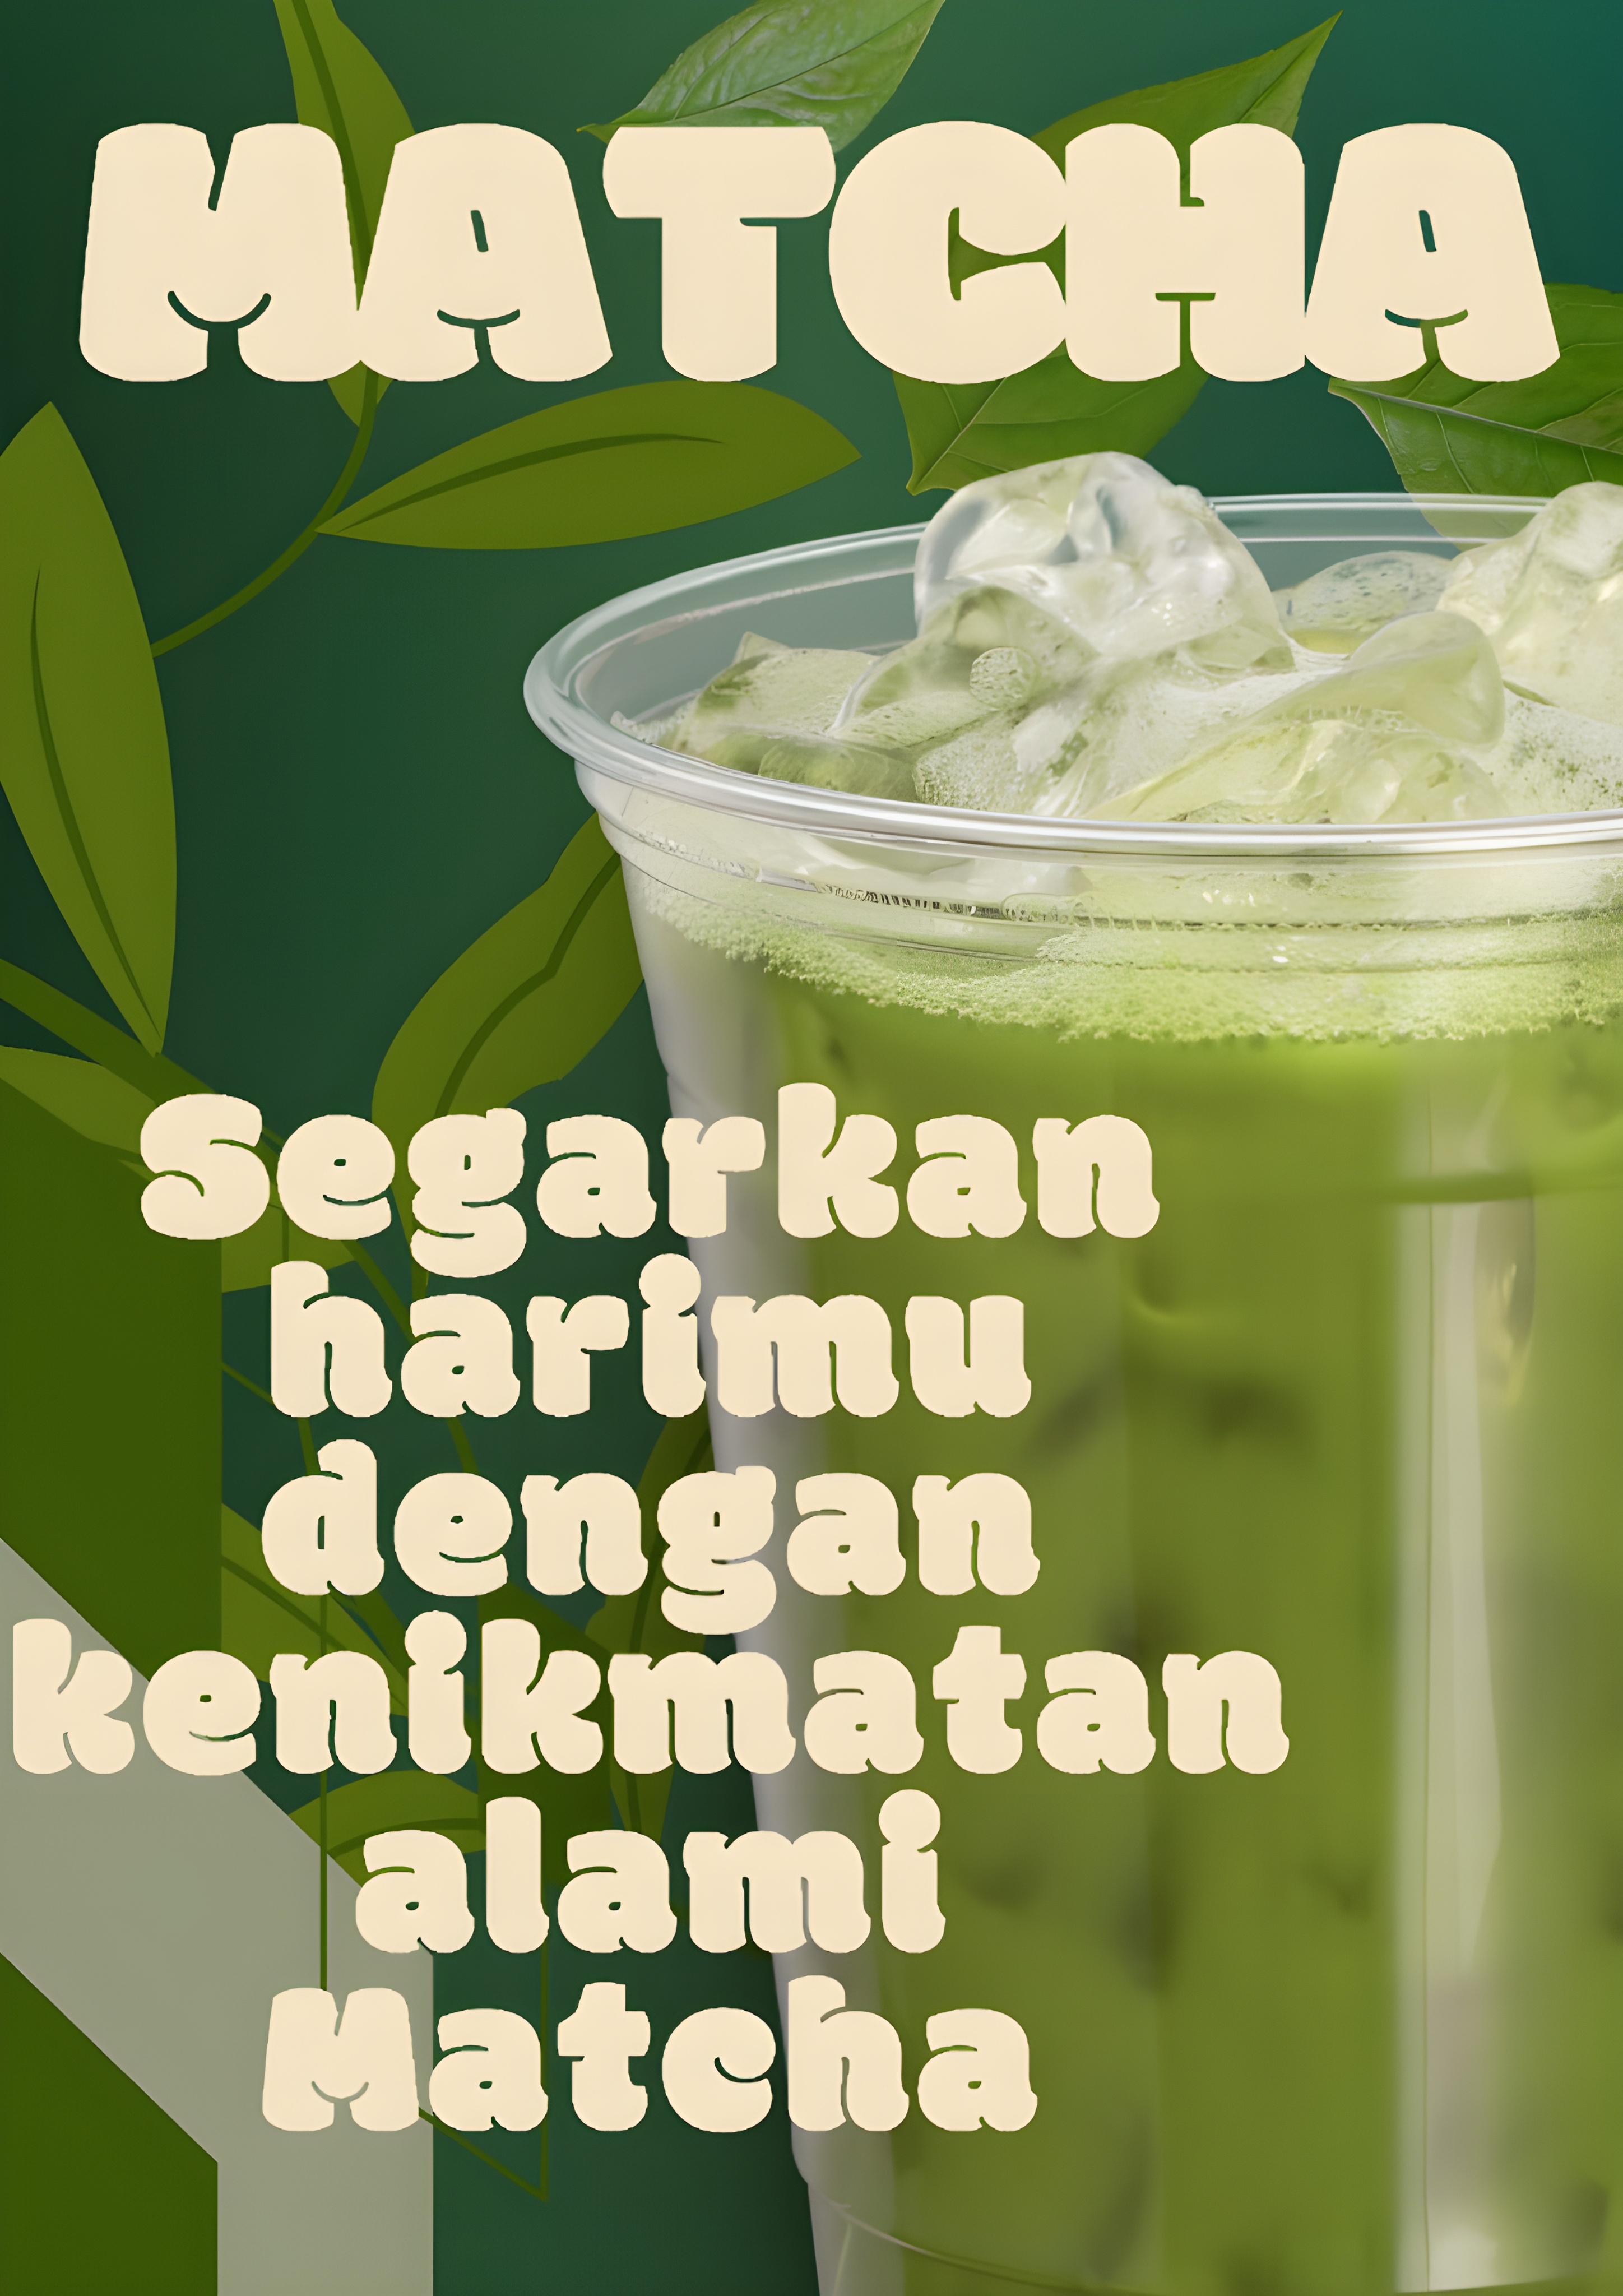 MATCHA
Segarkan
harimu
dengan
kenikmatan
alami
Matcha